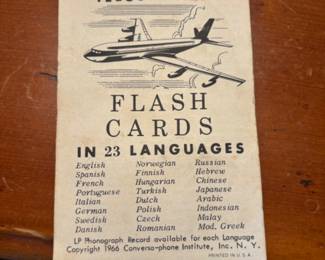 FLASH
CARDS
IN 23 LANGUAGES
English Norwegian Russian
Spanish Finnish Hebrew
French Hungarian Chinese
Portuguese Turkish Japanese
Italian Dutch Arabic
German Polish Indonesian
Swedish Czech Malay
Danish Romanian Mod. Greek
LP Phonograph Record available for each Language
Copyright 1966 Conversa-phone Institute, Inc. N. Y.
PRINTED IN U.S.A.